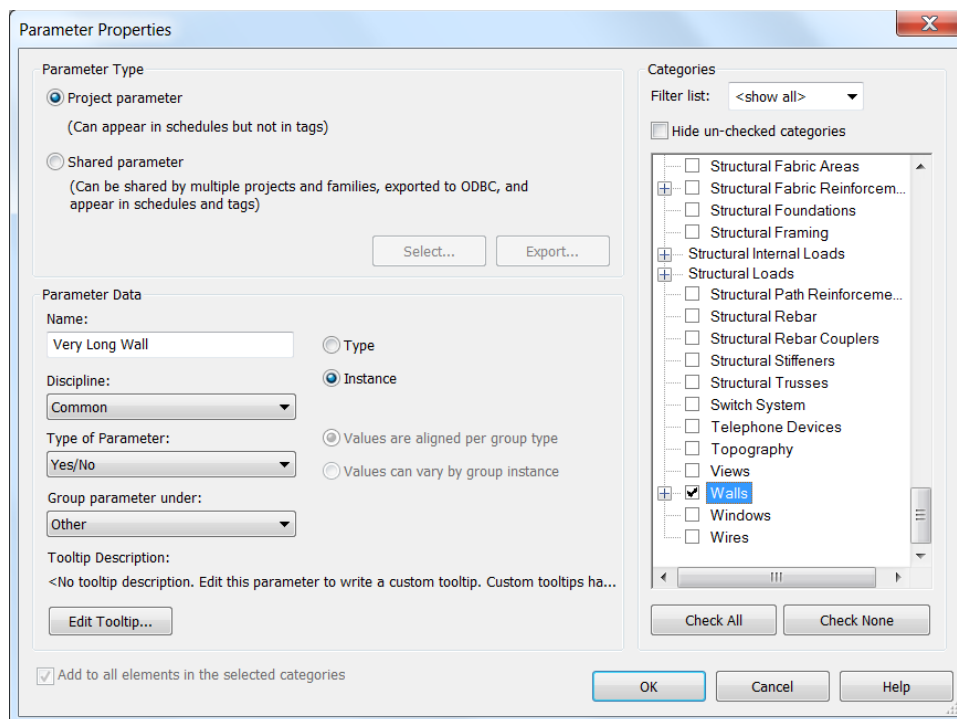 Parameter Properties
Parameter Type
Project parameter
(Can appear in schedules but not in tags)
Shared parameter
(Can be shared by multiple projects and families, exported to ODBC, and
appear in schedules and tags)
Select...
Export...
Parameter Data
Name:
Very Long Wall
Type
Instance
Discipline:
Common
Type of Parameter:
Yes/No
Values are aligned per group type
Values can vary by group instance
Group parameter under:
Other
Tooltip Description:
<No tooltip description. Edit this parameter to write a custom tooltip. Custom tooltips ha...
Edit Tooltip...
Add to all elements in the selected categories
Categories
Filter list:
<show all>
Hide un-checked categories
Structural Fabric Areas
Structural Fabric Reinforcem...
Structural Foundations
Structural Framing
Structural Internal Loads
Structural Loads
Structural Path Reinforceme...
Structural Rebar
Structural Rebar Couplers
Structural Stiffeners
Structural Trusses
Switch System
Telephone Devices
Topography
Views
Walls
Windows
Wires
Check All
Check None
OK
Cancel
Help